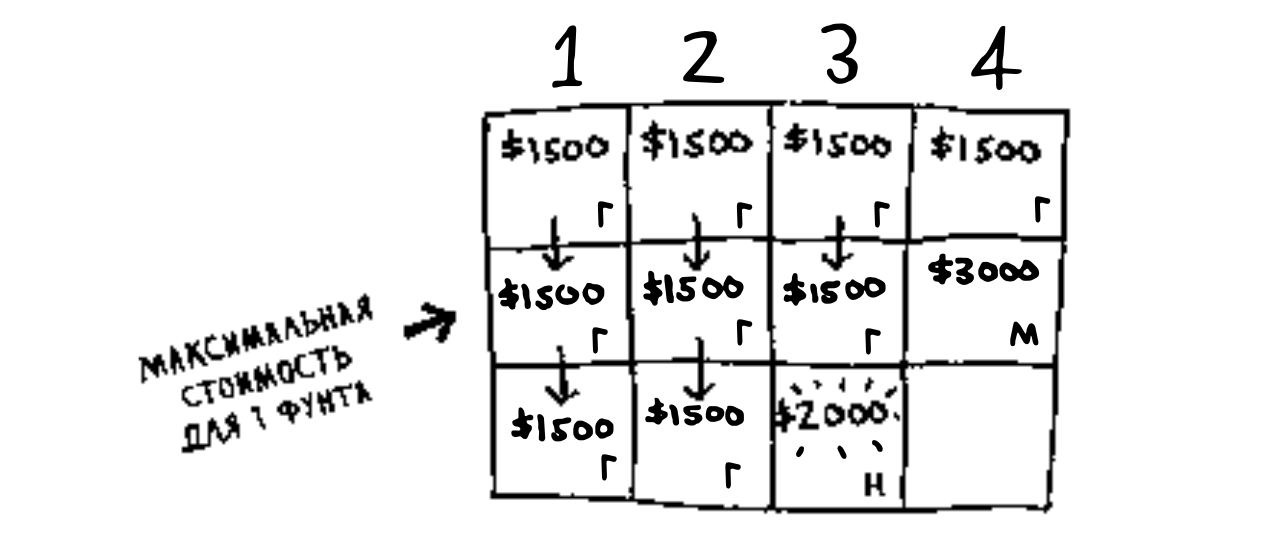 1 2 3 4
$1500 $1500 $1500 $1500
Г Г Г Г
$1500 $1500 $1500 $3000
Г Г Г М
МАКСИМАЛЬНАЯ
СТОИМОСТЬ
ДЛЯ 1 ФУНТА
$1500 $1500 $2000
Г Г Н